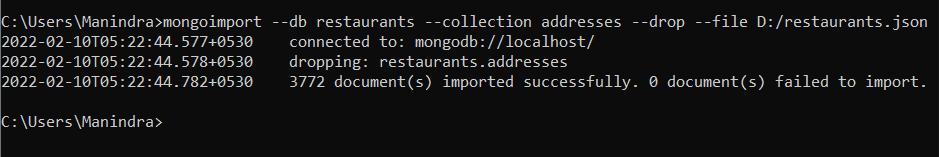 C:\Users\Manindra>mongoimport --db restaurants --collection addresses --drop --file D:/restaurants.json
2022-02-10T05:22:44.577+0530    connected to: mongodb://localhost/
2022-02-10T05:22:44.578+0530    dropping: restaurants.addresses
2022-02-10T05:22:44.782+0530    3772 document(s) imported successfully. 0 document(s) failed to import.
C:\Users\Manindra>